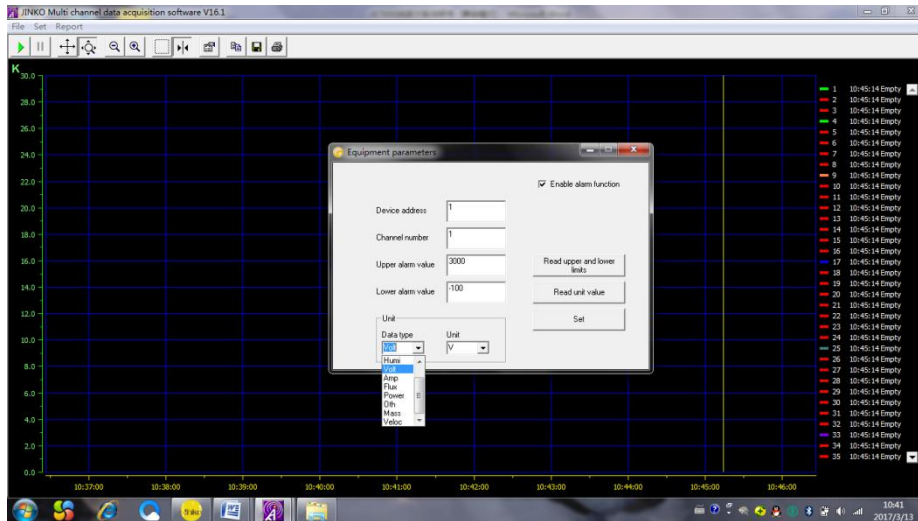 JINKO Multi channel data acquisition software V16.1
File Set Report
K
30.0
28.0
26.0
24.0
22.0
20.0
18.0
16.0
14.0
12.0
10.0
8.0
6.0
4.0
2.0
0.0
10:37:00 10:38:00 10:39:00 10:40:00 10:41:00 10:42:00 10:43:00 10:44:00 10:45:00 10:46:00
Equipment parameters
Enable alarm function
Device address 1
Channel number 1
Upper alarm value 3000
Read upper and lower
limits
Lower alarm value -100
Read unit value
Unit
Set
Data type Unit
Volt V
Humi
Volt
Amp
Flux
Power
Oth
Mass
Veloc
1 10:45:14 Empty
2 10:45:14 Empty
3 10:45:14 Empty
4 10:45:14 Empty
5 10:45:14 Empty
6 10:45:14 Empty
7 10:45:14 Empty
8 10:45:14 Empty
9 10:45:14 Empty
10 10:45:14 Empty
11 10:45:14 Empty
12 10:45:14 Empty
13 10:45:14 Empty
14 10:45:14 Empty
15 10:45:14 Empty
16 10:45:14 Empty
17 10:45:14 Empty
18 10:45:14 Empty
19 10:45:14 Empty
20 10:45:14 Empty
21 10:45:14 Empty
22 10:45:14 Empty
23 10:45:14 Empty
24 10:45:14 Empty
25 10:45:14 Empty
26 10:45:14 Empty
27 10:45:14 Empty
28 10:45:14 Empty
29 10:45:14 Empty
30 10:45:14 Empty
31 10:45:14 Empty
32 10:45:14 Empty
33 10:45:14 Empty
34 10:45:14 Empty
35 10:45:14 Empty
10:41
2017/3/13